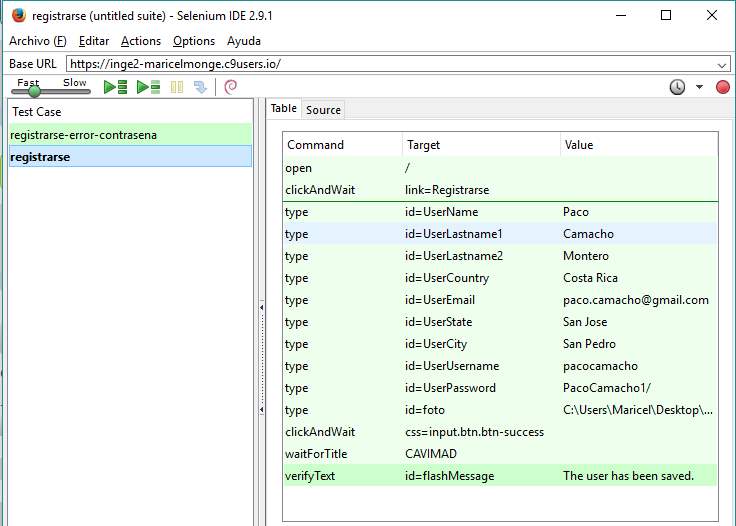 registrarse (untitled suite) - Selenium IDE 2.9.1
Archivo (F) Editar Actions Options Ayuda
Base URL https://inge2-maricelmonge.c9users.io/
Fast Slow
Test Case
registrarse-error-contrasena
registrarse
Table Source
Command Target Value
open /
clickAndWait link=Registrarse
type id=UserName Paco
type id=UserLastname1 Camacho
type id=UserLastname2 Montero
type id=UserCountry Costa Rica
type id=UserEmail paco.camacho@gmail.com
type id=UserState San Jose
type id=UserCity San Pedro
type id=UserUsername pacocamacho
type id=UserPassword PacoCamacho1/
type id=foto C:\Users\Maricel\Desktop\...
clickAndWait css=input.btn.btn-success
waitForTitle CAVIMAD
verifyText id=flashMessage The user has been saved.